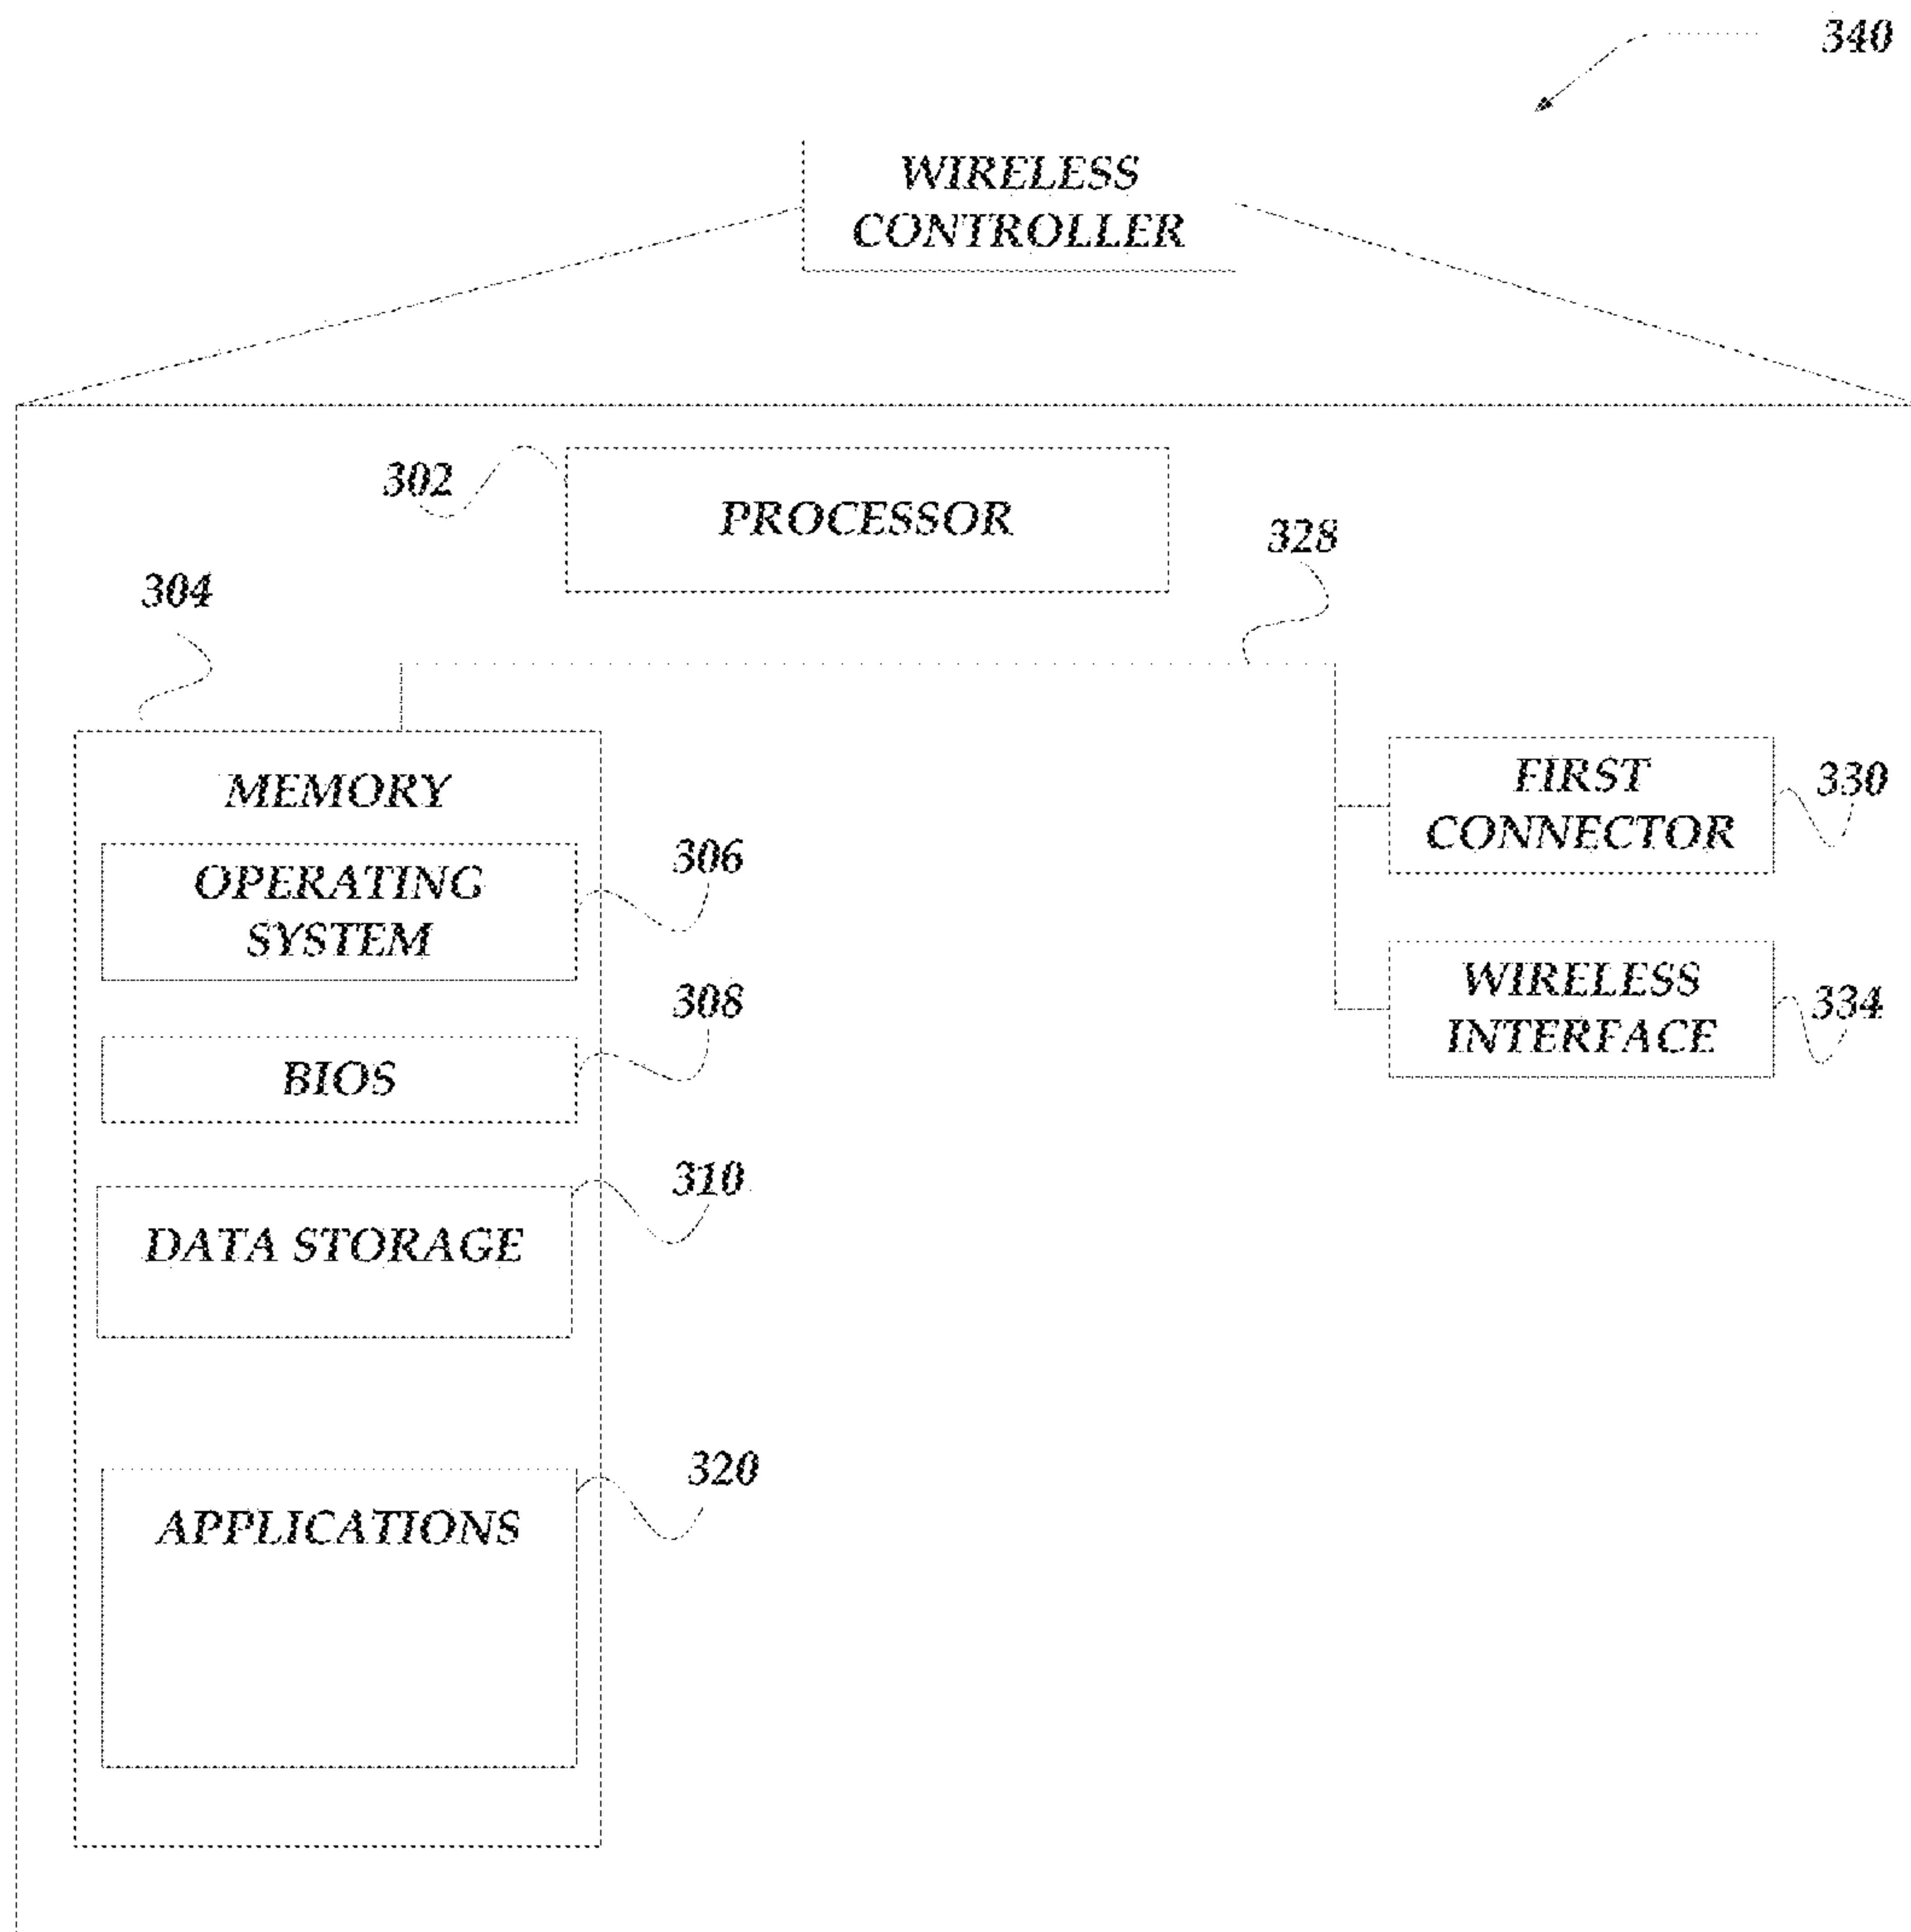 340
WIRELESS
CONTROLLER
302
PROCESSOR
328
304
MEMORY
FIRST
CONNECTOR
330
OPERATING
SYSTEM
306
WIRELESS
INTERFACE
334
308
BIOS
310
DATA STORAGE
320
APPLICATIONS